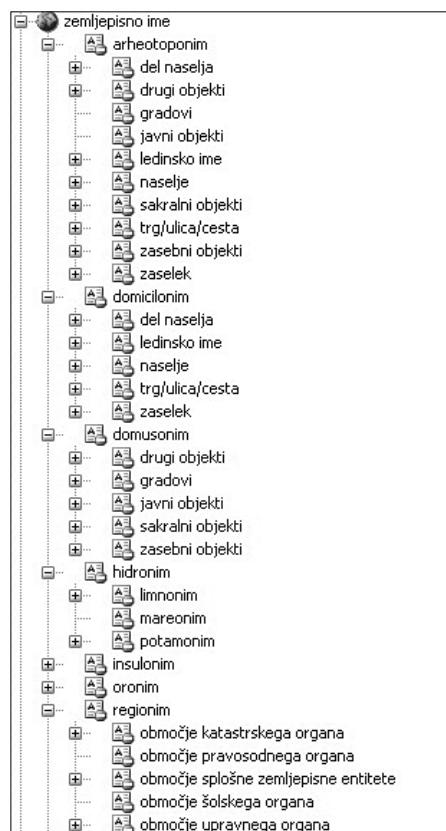 zemljepisno ime
arheotoponim
del naselja
drugi objekti
gradovi
javni objekti
ledinsko ime
naselje
sakralni objekti
trg/ulica/cesta
zasebni objekti
zaselek
domicilonim
del naselja
ledinsko ime
naselje
trg/ulica/cesta
zaselek
domusonim
drugi objekti
gradovi
javni objekti
sakralni objekti
zasebni objekti
hidronim
limnonim
mareonim
potamonim
insulonim
oronim
regionim
območje katastrskega organa
območje pravosodnega organa
območje splošne zemljepisne entitete
območje šolskega organa
območje upravnega organa